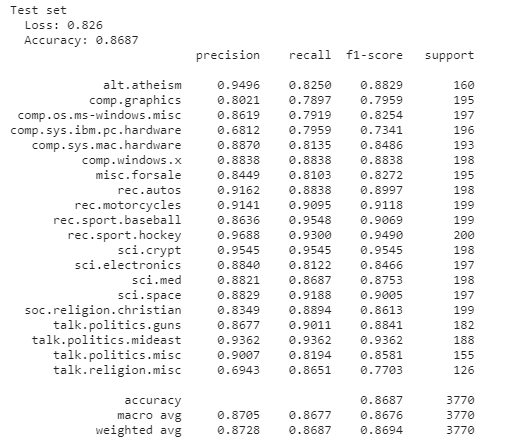 Test set
Loss: 0.826
Accuracy: 0.8687
precision recall f1-score support
alt.atheism 0.9496 0.8250 0.8829 160
comp.graphics 0.8021 0.7897 0.7959 195
comp.os.ms-windows.misc 0.8619 0.7919 0.8254 197
comp.sys.ibm.pc.hardware 0.6812 0.7959 0.7341 196
comp.sys.mac.hardware 0.8870 0.8135 0.8486 193
comp.windows.x 0.8838 0.8838 0.8838 198
misc.forsale 0.8449 0.8103 0.8272 195
rec.autos 0.9162 0.8838 0.8997 198
rec.motorcycles 0.9141 0.9095 0.9118 199
rec.sport.baseball 0.8636 0.9548 0.9069 199
rec.sport.hockey 0.9688 0.9300 0.9490 200
sci.crypt 0.9545 0.9545 0.9545 198
sci.electronics 0.8840 0.8122 0.8466 197
sci.med 0.8821 0.8687 0.8753 198
sci.space 0.8829 0.9188 0.9005 197
soc.religion.christian 0.8349 0.8894 0.8613 199
talk.politics.guns 0.8677 0.9011 0.8841 182
talk.politics.mideast 0.9362 0.9362 0.9362 188
talk.politics.misc 0.9007 0.8194 0.8581 155
talk.religion.misc 0.6943 0.8651 0.7703 126
accuracy 0.8687 3770
macro avg 0.8705 0.8677 0.8676 3770
weighted avg 0.8728 0.8687 0.8694 3770